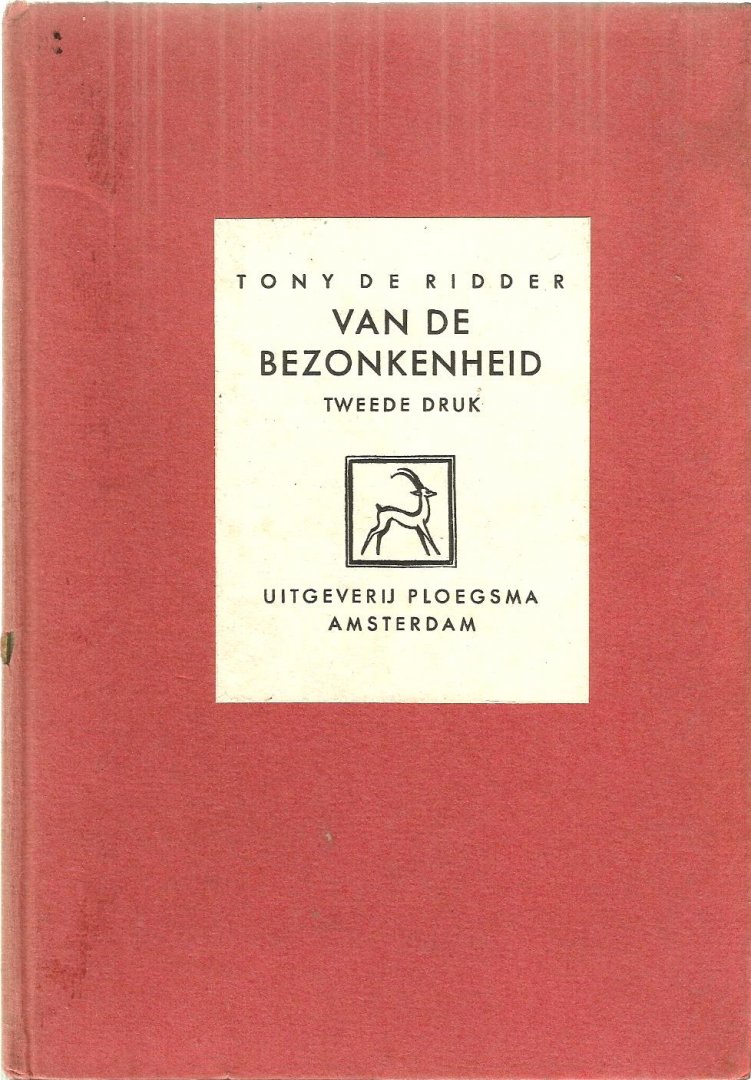 TONY DE RIDDER
VAN DE
BEZONKENHEID
TWEEDE DRUK
UITGEVERIJ PLOEGSMA
AMSTERDAM